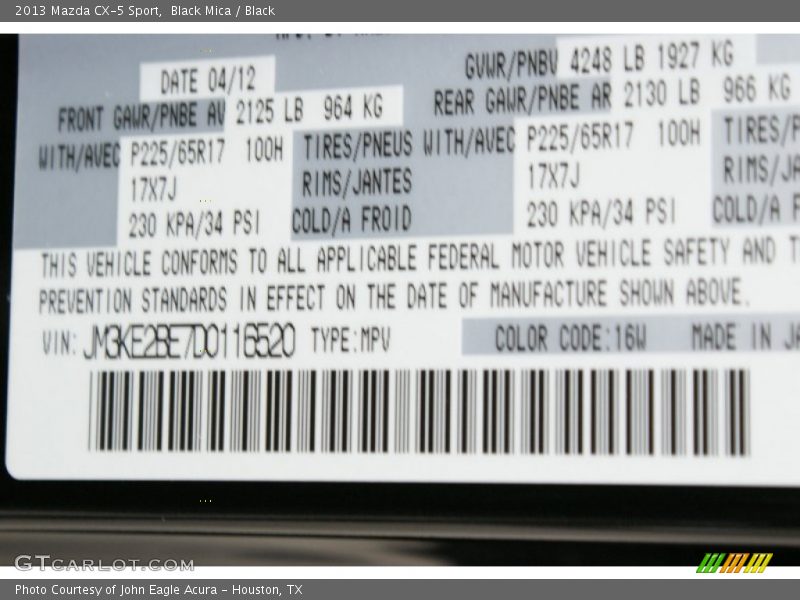 2013 Mazda CX-5 Sport, Black Mica / Black
DATE 04/12 GVWR/PNBV 4248 LB 1927 KG
FRONT GAWR/PNBE AV 2125 LB 964 KG REAR GAWR/PNBE AR 2130 LB 966 KG
WITH/AVEC P225/65R17 100H TIRES/PNEUS WITH/AVEC P225/65R17 100H TIRES/P
17X7J RIMS/JANTES 17X7J RIMS/JA
230 KPA/34 PSI COLD/A FROID 230 KPA/34 PSI COLD/A F
THIS VEHICLE CONFORMS TO ALL APPLICABLE FEDERAL MOTOR VEHICLE SAFETY AND
PREVENTION STANDARDS IN EFFECT ON THE DATE OF MANUFACTURE SHOWN ABOVE.
VIN: JM3KE2BE7D0116520 TYPE:MPV COLOR CODE:16W MADE IN JA
GTCARLOT.COM
Photo Courtesy of John Eagle Acura - Houston, TX